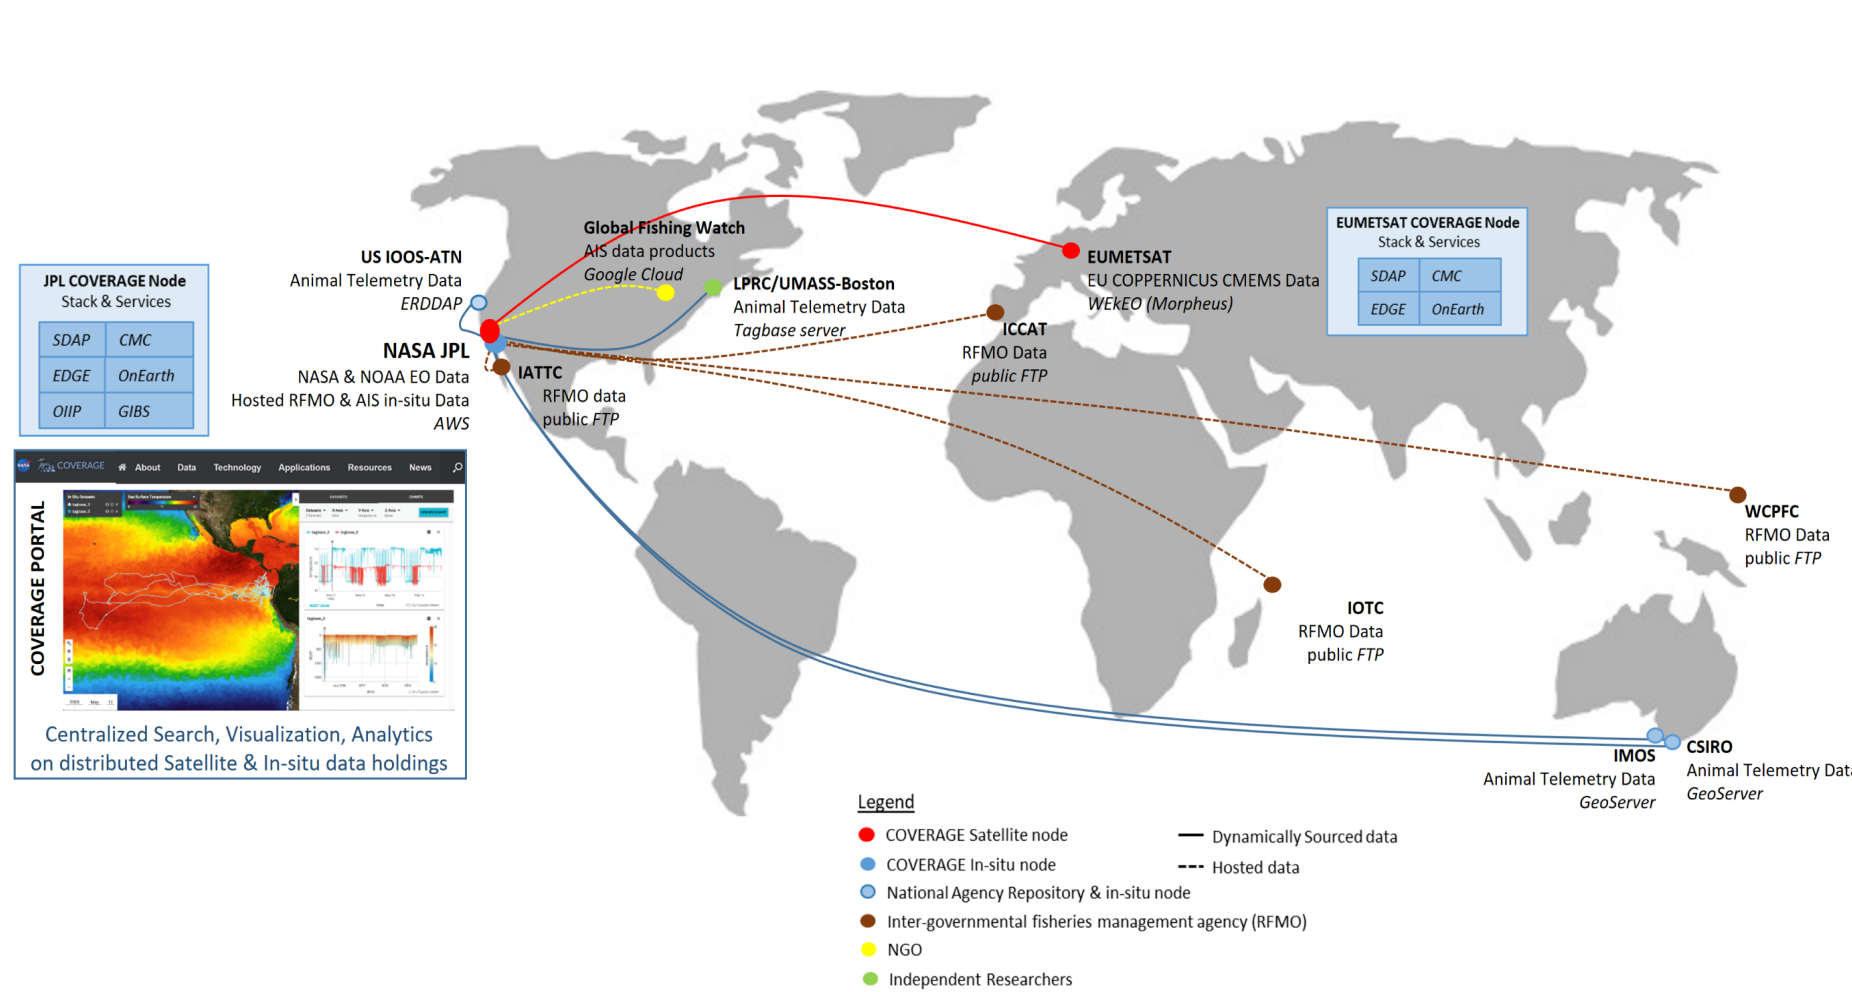 US IOOS-ATN
Animal Telemetry Data
ERDDAP
Global Fishing Watch
AIS data products
Google Cloud
LPRC/UMASS-Boston
Animal Telemetry Data
Tagbase server
EUMETSAT
EU COPPERNICUS CMEMS Data
WEkEO (Morpheus)
EUMETSAT COVERAGE Node
Stack & Services
SDAP CMC
EDGE OnEarth
JPL COVERAGE Node
Stack & Services
SDAP CMC
EDGE OnEarth
OIIP GIBS
NASA JPL
NASA & NOAA EO Data
Hosted RFMO & AIS in-situ Data
AWS
IATTC
RFMO data
public FTP
ICCAT
RFMO Data
public FTP
WCPFC
RFMO Data
public FTP
IOTC
RFMO Data
public FTP
IMOS
Animal Telemetry Data
GeoServer
CSIRO
Animal Telemetry Data
GeoServer
COVERAGE PORTAL
NASA COVERAGE About Data Technology Applications Resources News
Sea Surface Temperature
Centralized Search, Visualization, Analytics
on distributed Satellite & In-situ data holdings
Legend
COVERAGE Satellite node
COVERAGE In-situ node
National Agency Repository & in-situ node
Inter-governmental fisheries management agency (RFMO)
NGO
Independent Researchers
Dynamically Sourced data
Hosted data